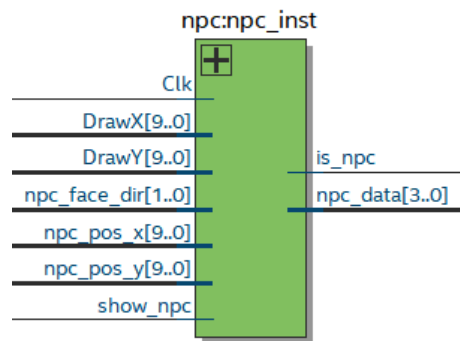 npc:npc_inst
Clk
DrawX[9..0]
DrawY[9..0]
is_npc
npc_face_dir[1..0]
npc_data[3..0]
npc_pos_x[9..0]
npc_pos_y[9..0]
show_npc